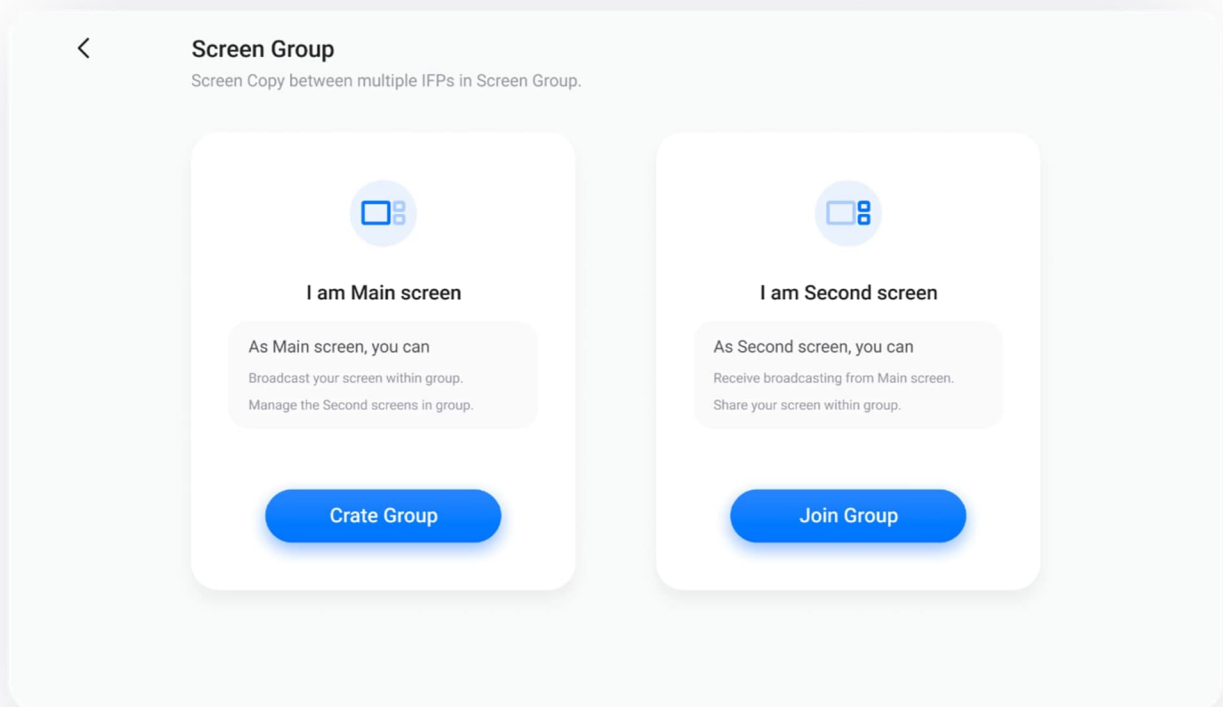 Screen Group
Screen Copy between multiple IFPs in Screen Group.
I am Main screen
As Main screen, you can
Broadcast your screen within group.
Manage the Second screens in group.
Crate Group
I am Second screen
As Second screen, you can
Receive broadcasting from Main screen.
Share your screen within group.
Join Group